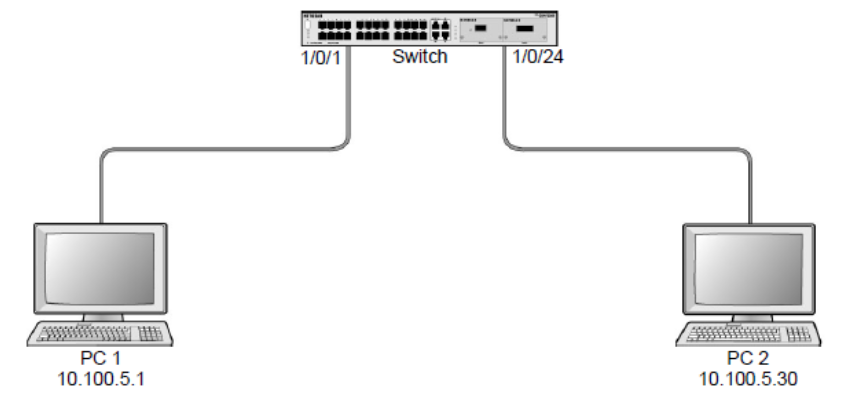 NETGEAR
1/0/1
Switch
1/0/24
PC 1
10.100.5.1
PC 2
10.100.5.30